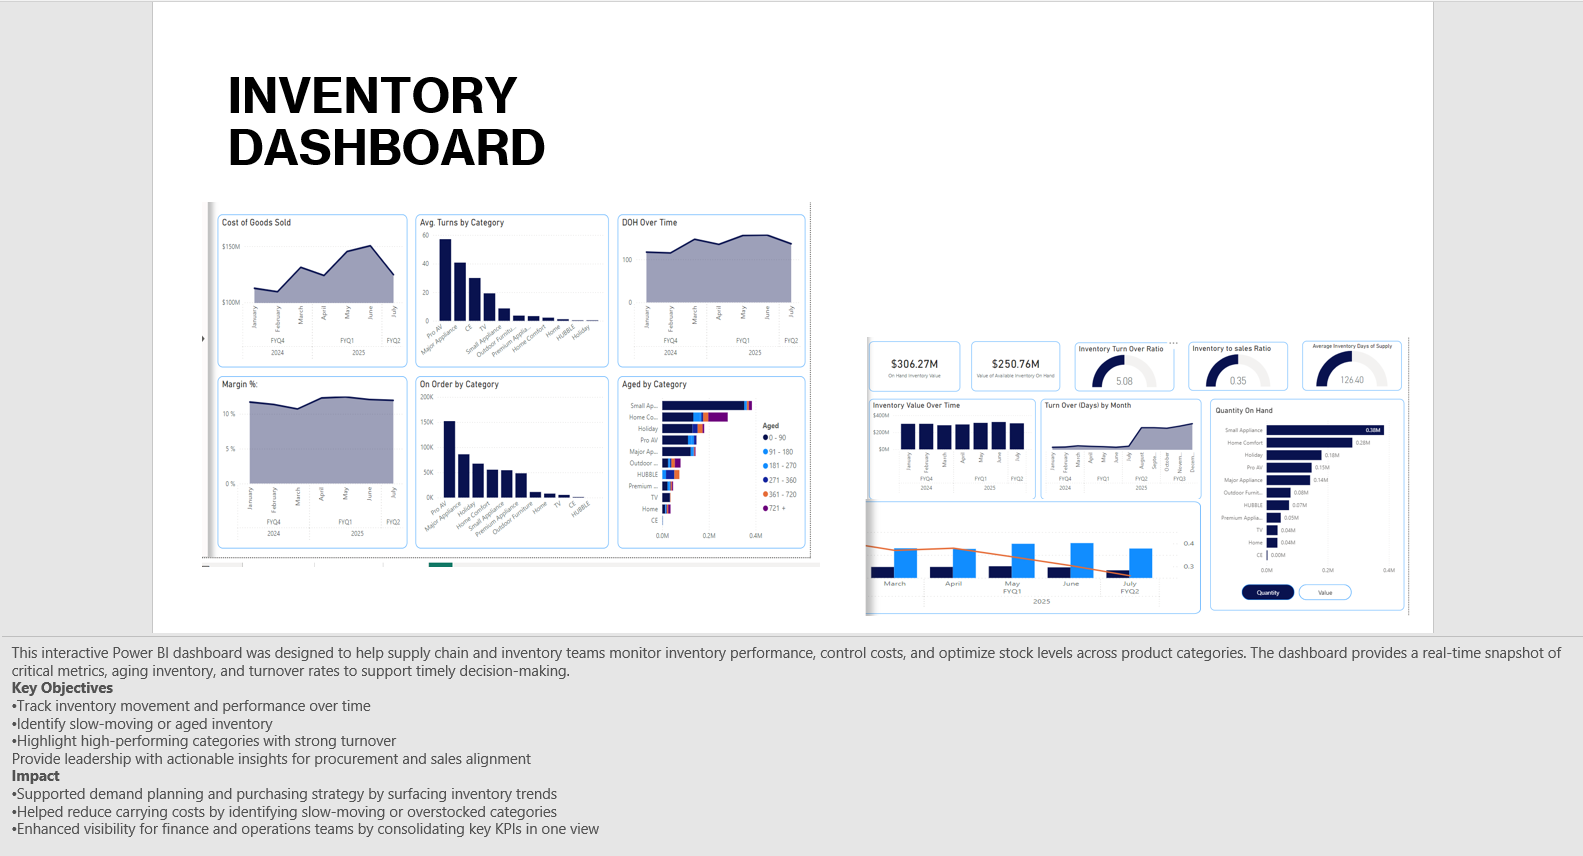 INVENTORY
DASHBOARD
Cost of Goods Sold
$150M
$100M
January
February
March
April
May
June
July
FYQ4
FYQ1
FYQ2
2024
2025
Avg. Turns by Category
60
40
20
0
Pro AV
Major Appliance
CE
TV
Small Appliance
Outdoor Furnitu...
Premium Applia...
Home Comfort
Home
HUBBLE
Holiday
DOH Over Time
100
0
January
February
March
April
May
June
July
FYQ4
FYQ1
FYQ2
2024
2025
Margin %:
10 %
5 %
0 %
January
February
March
April
May
June
July
FYQ4
FYQ1
FYQ2
2024
2025
On Order by Category
200K
150K
100K
50K
0K
Pro AV
Major Appliance
Holiday
Home Comfort
Small Appliance
Premium Appliance
Outdoor Furniture
Home
TV
CE
HUBBLE
Aged by Category
Small Ap...
Home Co...
Holiday
Pro AV
Major Ap...
Outdoor ...
HUBBLE
Premium ...
TV
Home
CE
0.0M 0.2M 0.4M
Aged
0 - 90
91 - 180
181 - 270
271 - 360
361 - 720
721 +
$306.27M
On Hand Inventory Value
$250.76M
Value of Available Inventory On Hand
Inventory Turn Over Ratio
5.08
Inventory to sales Ratio
0.35
Average Inventory Days of Supply
126.40
Inventory Value Over Time
$400M
$200M
$0M
January
February
March
April
May
June
July
FYQ4
FYQ1
FYQ2
2024
2025
Turn Over (Days) by Month
January
February
March
April
May
June
July
August
Septe...
October
Novem...
Decem...
FYQ4
FYQ1
FYQ2
FYQ3
2024
2025
0.4
0.3
March April May June July
FYQ1 FYQ2
2025
Quantity On Hand
Small Appliance 0.38M
Home Comfort 0.28M
Holiday 0.18M
Pro AV 0.15M
Major Appliance 0.14M
Outdoor Furnit... 0.08M
HUBBLE 0.07M
Premium Applia... 0.05M
TV 0.04M
Home 0.04M
CE 0.00M
0.0M 0.2M 0.4M
Quantity Value
This interactive Power BI dashboard was designed to help supply chain and inventory teams monitor inventory performance, control costs, and optimize stock levels across product categories. The dashboard provides a real-time snapshot of
critical metrics, aging inventory, and turnover rates to support timely decision-making.
Key Objectives
•Track inventory movement and performance over time
•Identify slow-moving or aged inventory
•Highlight high-performing categories with strong turnover
Provide leadership with actionable insights for procurement and sales alignment
Impact
•Supported demand planning and purchasing strategy by surfacing inventory trends
•Helped reduce carrying costs by identifying slow-moving or overstocked categories
•Enhanced visibility for finance and operations teams by consolidating key KPIs in one view